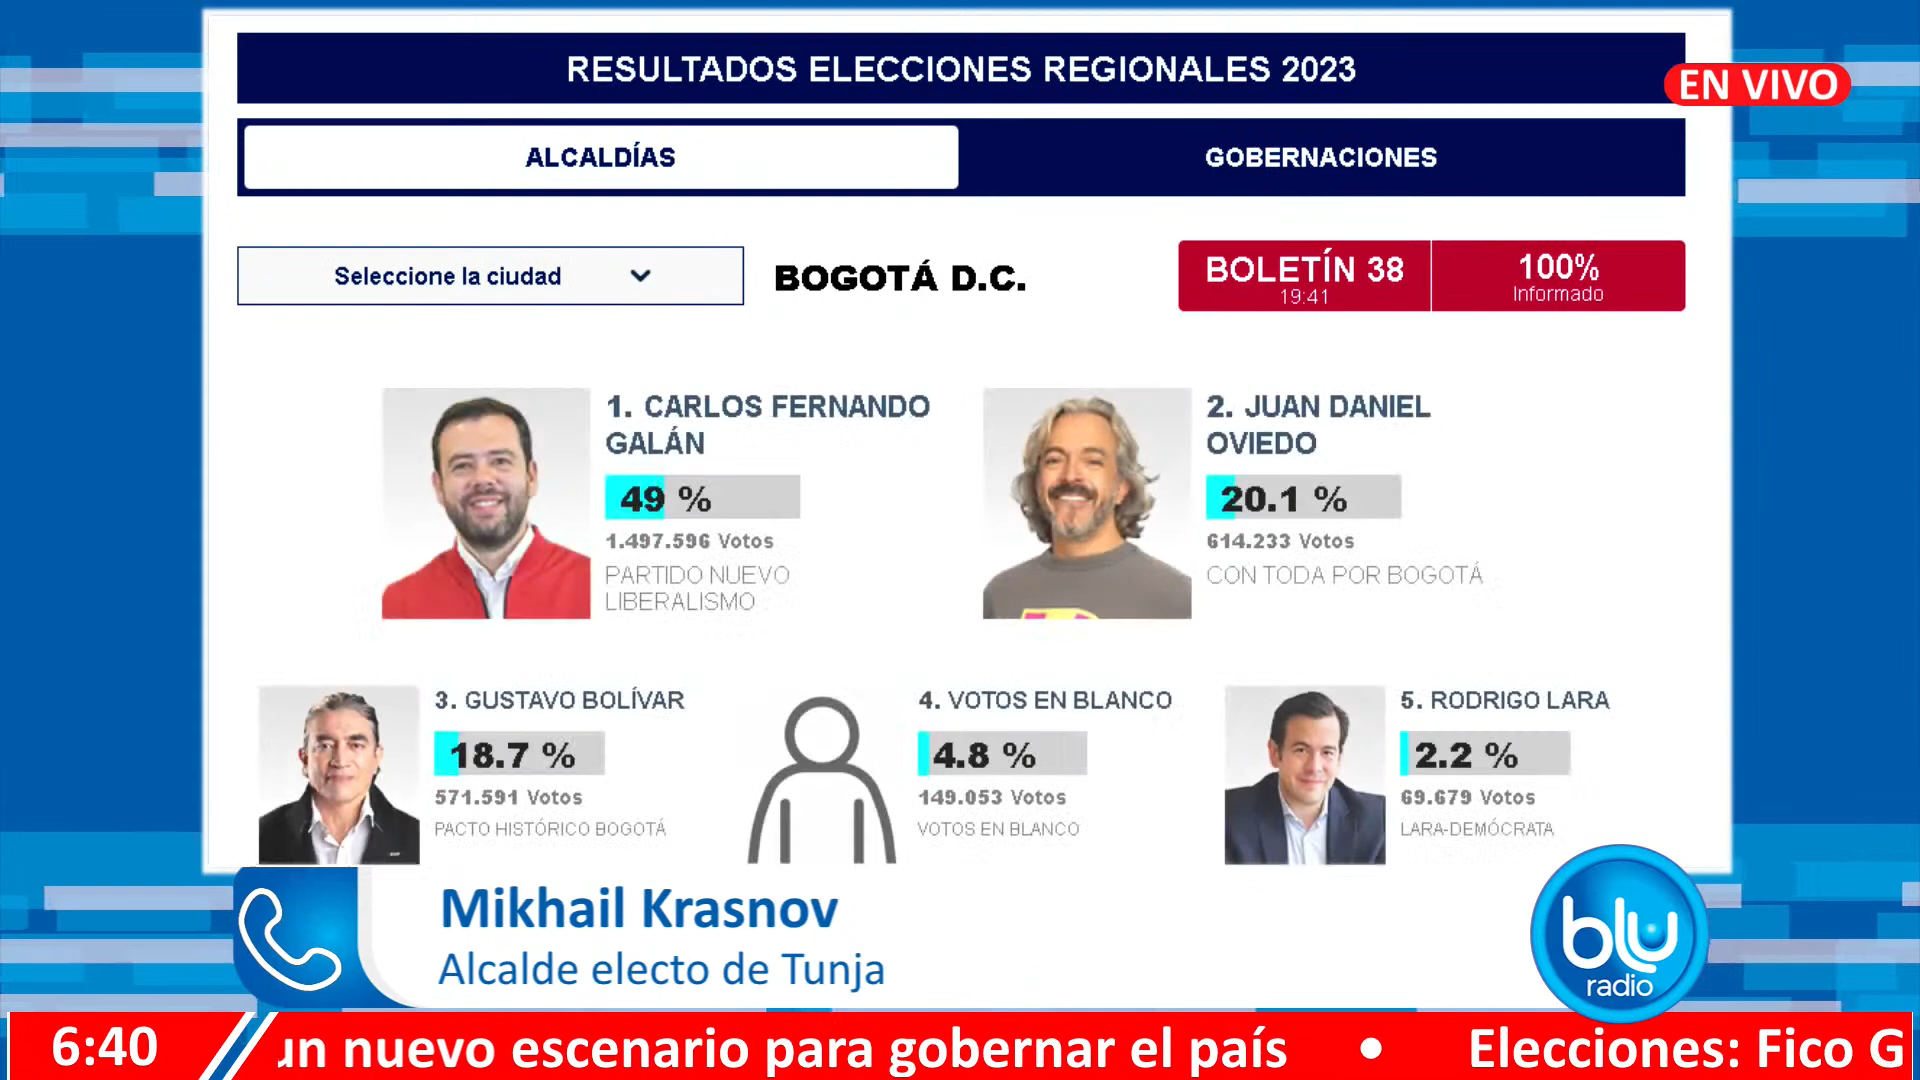 RESULTADOS ELECCIONES REGIONALES 2023
EN VIVO
ALCALDÍAS
GOBERNACIONES
Seleccione la ciudad
BOGOTÁ D.C.
BOLETÍN 38
19:41
100%
Informado
1. CARLOS FERNANDO
GALÁN
49 %
1.497.596 Votos
PARTIDO NUEVO
LIBERALISMO
2. JUAN DANIEL
OVIEDO
20.1 %
614.233 Votos
CON TODA POR BOGOTÁ
3. GUSTAVO BOLÍVAR
18.7 %
571.591 Votos
PACTO HISTÓRICO BOGOTÁ
4. VOTOS EN BLANCO
4.8 %
149.053 Votos
VOTOS EN BLANCO
5. RODRIGO LARA
2.2 %
69.679 Votos
LARA-DEMÓCRATA
Mikhail Krasnov
Alcalde electo de Tunja
blu
radio
6:40
un nuevo escenario para gobernar el país • Elecciones: Fico G